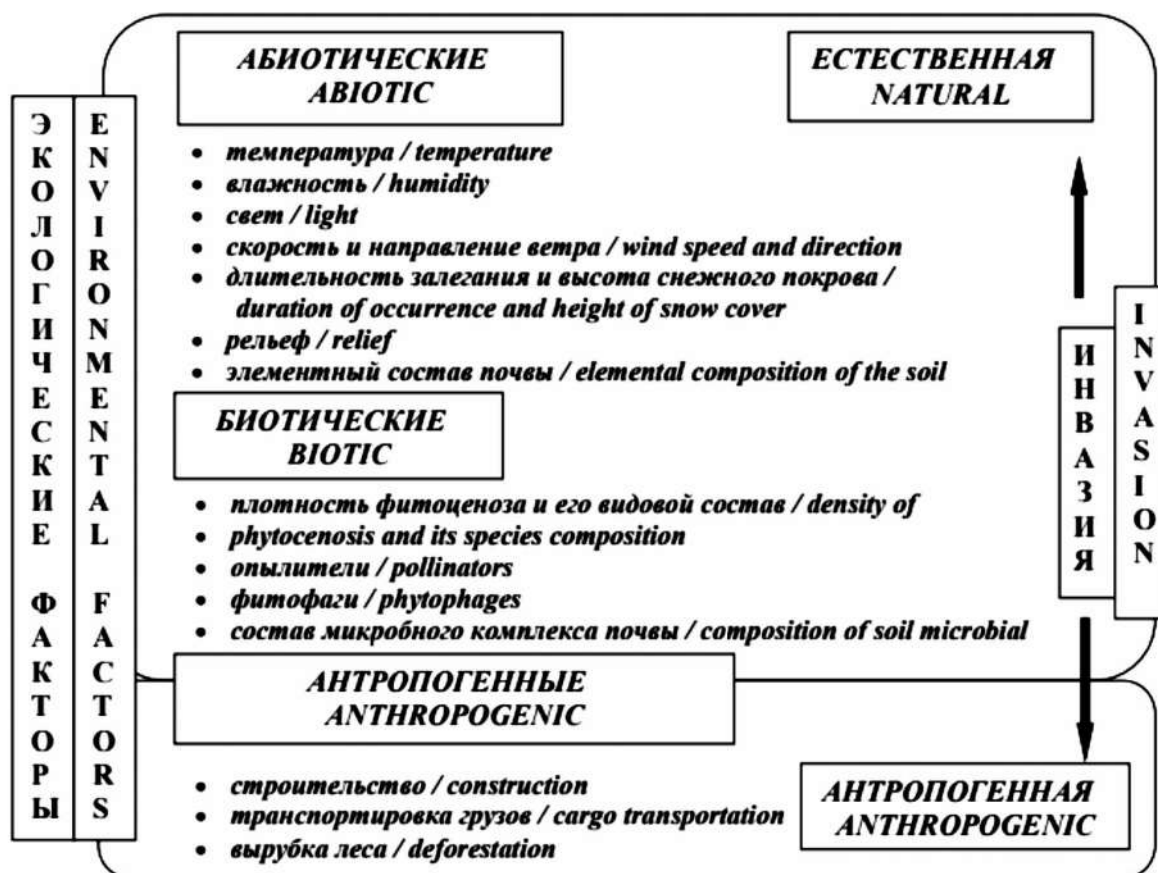 ЭКОЛОГИЧЕСКИЕ ФАКТОРЫ
ENVIRONMENTAL FACTORS
АБИОТИЧЕСКИЕ
ABIOTIC
• температура / temperature
• влажность / humidity
• свет / light
• скорость и направление ветра / wind speed and direction
• длительность залегания и высота снежного покрова /
duration of occurrence and height of snow cover
• рельеф / relief
• элементный состав почвы / elemental composition of the soil
БИОТИЧЕСКИЕ
BIOTIC
• плотность фитоценоза и его видовой состав / density of
• phytocenosis and its species composition
• опылители / pollinators
• фитофаги / phytophages
• состав микробного комплекса почвы / composition of soil microbial
АНТРОПОГЕННЫЕ
ANTHROPOGENIC
• строительство / construction
• транспортировка грузов / cargo transportation
• вырубка леса / deforestation
ЕСТЕСТВЕННАЯ
NATURAL
ИНВАЗИЯ
INVASION
АНТРОПОГЕННАЯ
ANTHROPOGENIC